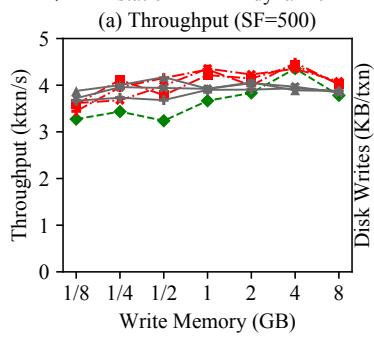 (a) Throughput (SF=500)
Throughput (ktxn/s)
5
4
3
2
1
0
1/8 1/4 1/2 1 2 4 8
Write Memory (GB)
Disk Writes (KB/txn)